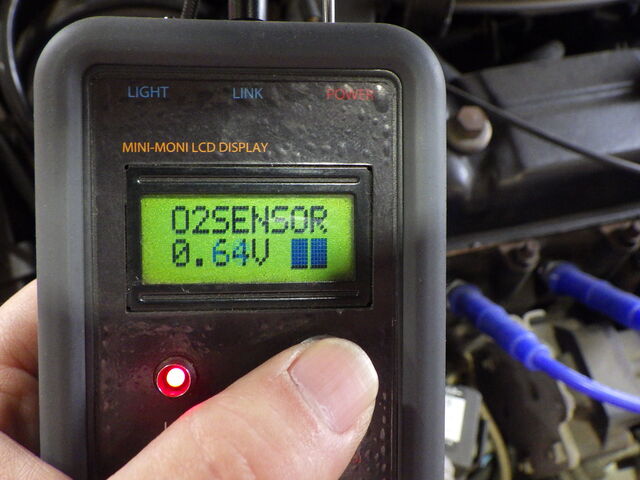 LIGHT LINK POWER
MINI-MONI LCD DISPLAY
O2SENSOR
0.64V